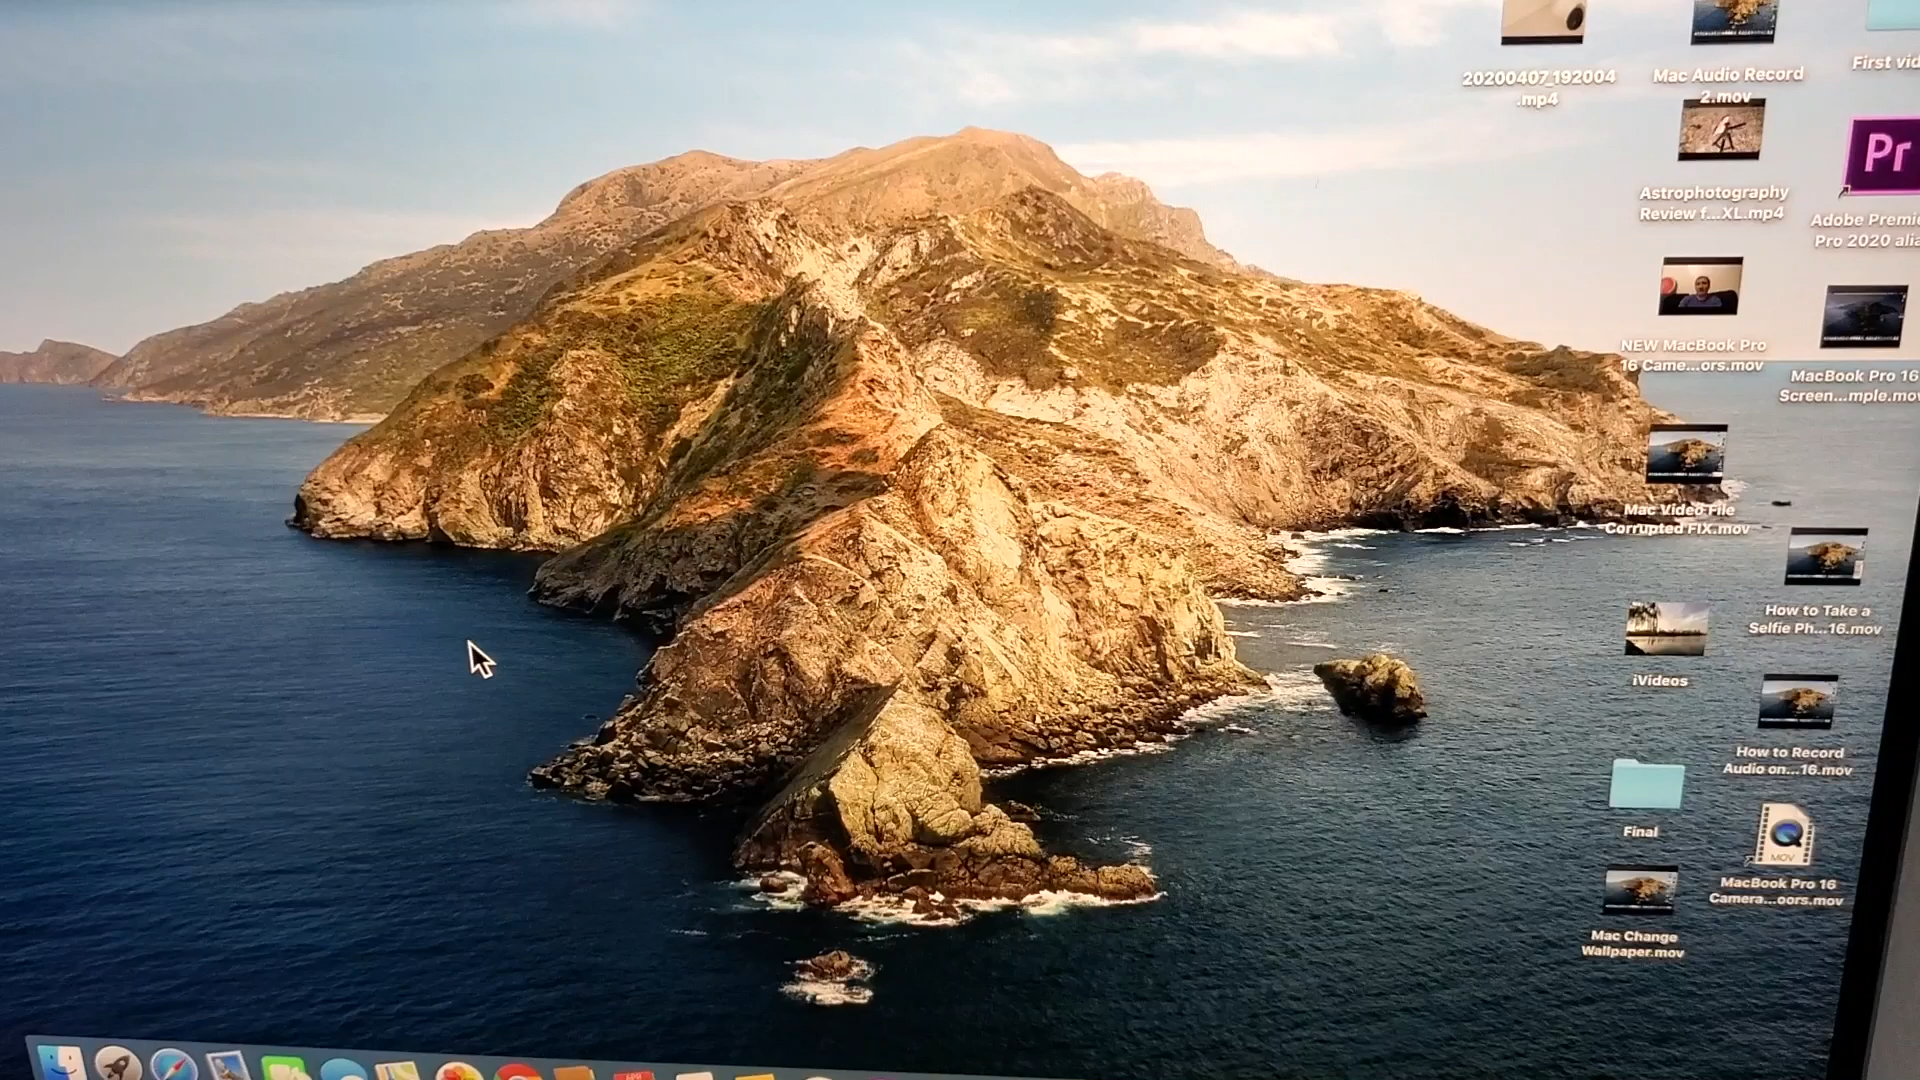 20200407_192004
.mp4
Mac Audio Record
2.mov
First vid
Astrophotography
Review f...XL.mp4
Pr
Adobe Premie
Pro 2020 alia
NEW MacBook Pro
16 Came...ors.mov
MacBook Pro 16
Screen...mple.mov
Mac Video File
Corrupted FIX.mov
How to Take a
Selfie Ph...16.mov
iVideos
How to Record
Audio on...16.mov
Final
MOV
MacBook Pro 16
Camera...oors.mov
Mac Change
Wallpaper.mov
APR